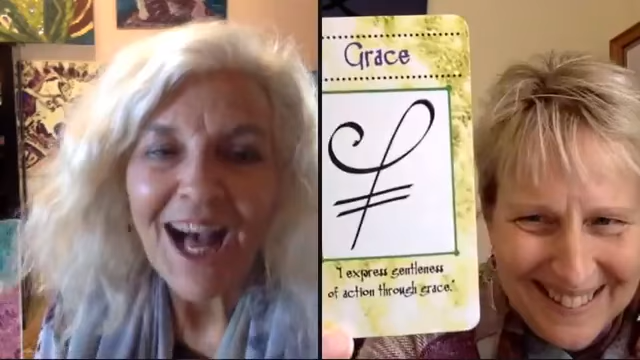 Grace
'I express gentleness
of action through grace.'